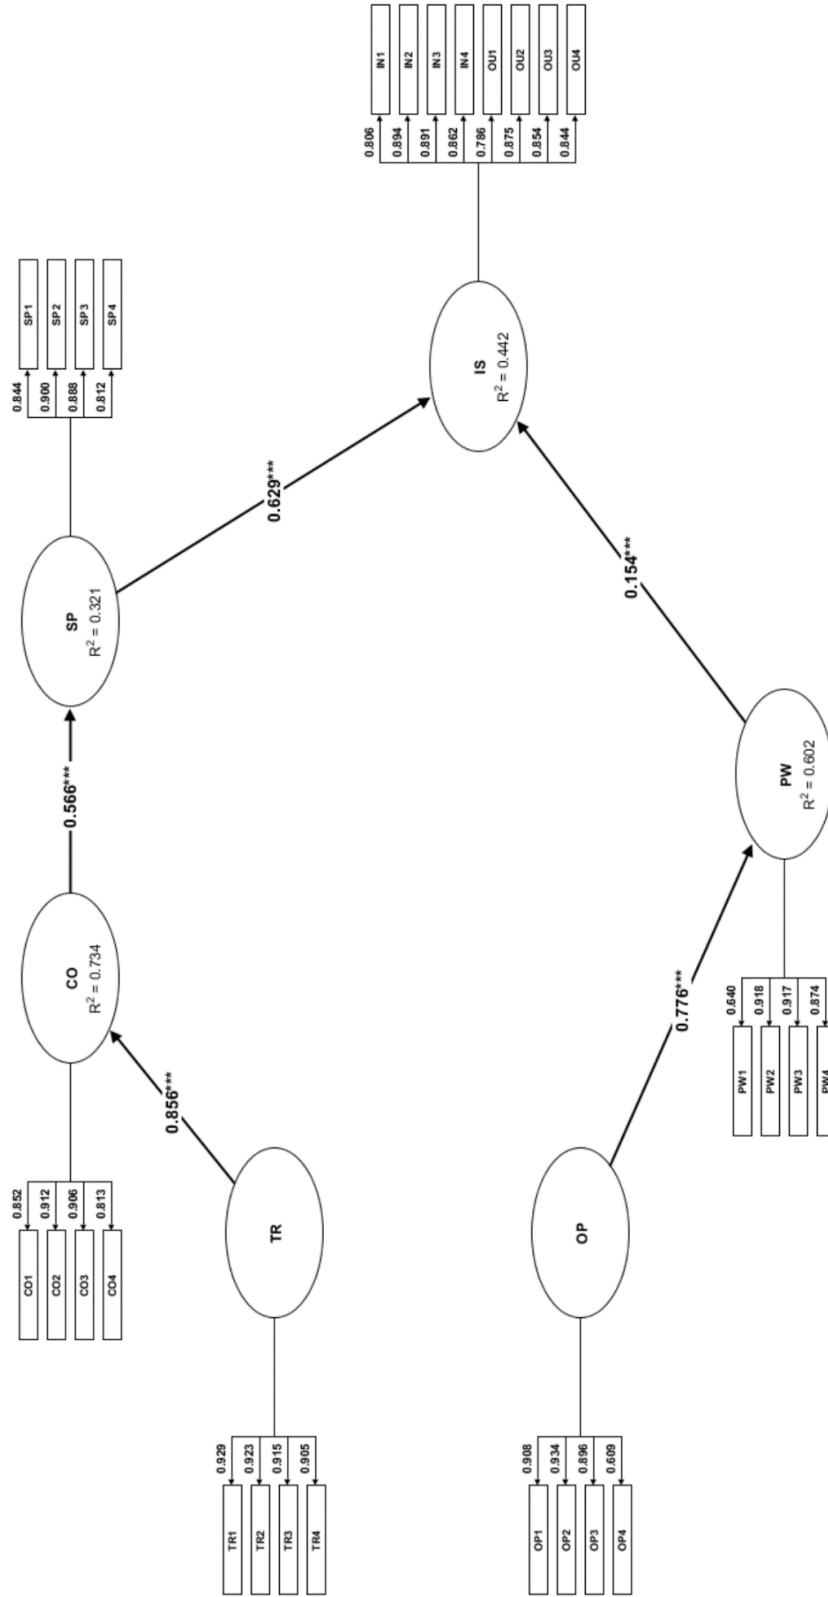 IN1
IN2
IN3
IN4
OU1
OU2
OU3
OU4
0.806
0.894
0.891
0.862
0.786
0.875
0.854
0.844
SP1
SP2
SP3
SP4
0.844
0.900
0.888
0.812
IS
R² = 0.442
0.629***
SP
R² = 0.321
0.154***
0.566***
PW
R² = 0.602
CO
R² = 0.734
0.776***
0.640
0.918
0.917
0.874
PW1
PW2
PW3
PW4
0.856***
0.852
0.912
0.906
0.813
CO1
CO2
CO3
CO4
TR
OP
0.929
0.923
0.915
0.905
TR1
TR2
TR3
TR4
0.908
0.934
0.896
0.609
OP1
OP2
OP3
OP4